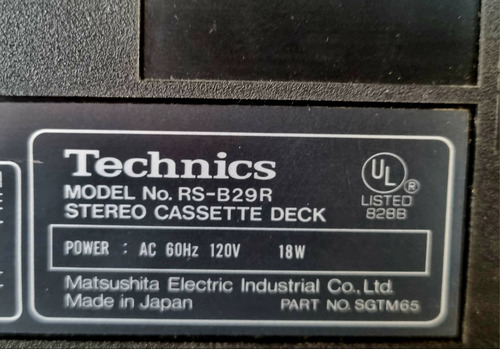 Technics
MODEL No. RS-B29R
STEREO CASSETTE DECK
UL ®
LISTED
828B
POWER : AC 60Hz 120V 18W
Matsushita Electric Industrial Co., Ltd.
Made in Japan
PART NO. SGTM65